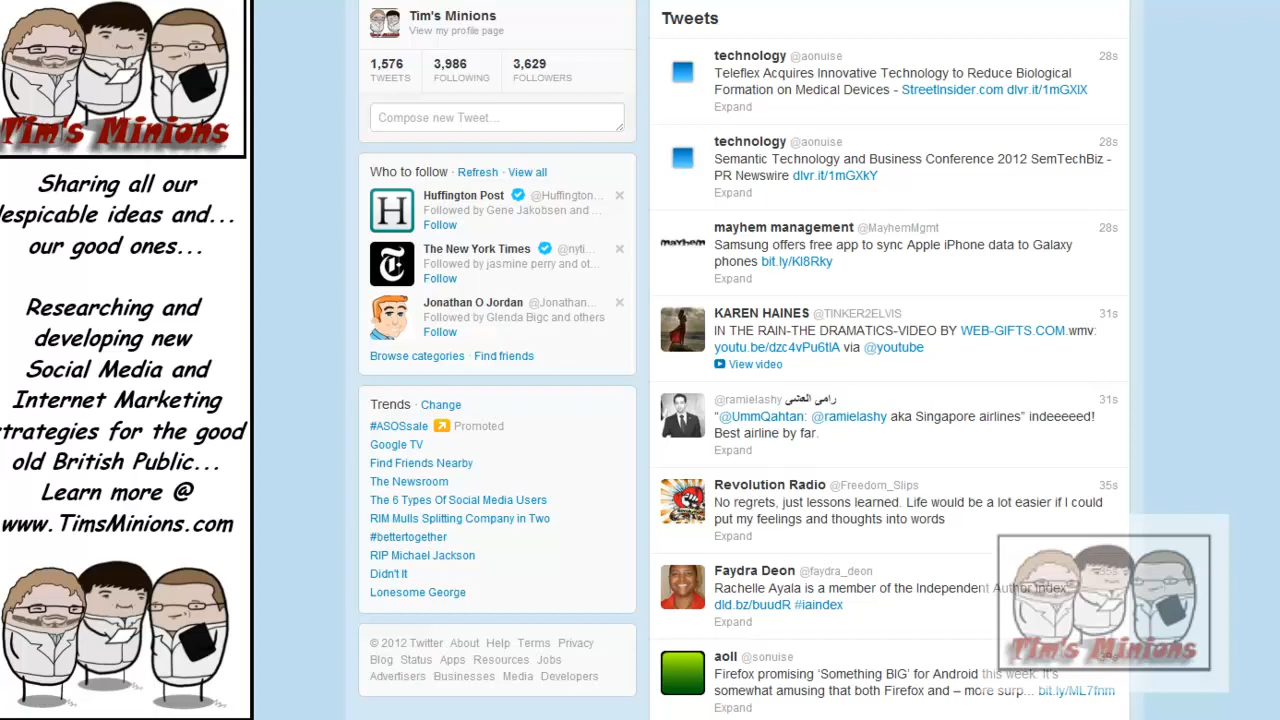 Tim's Minions
Sharing all our
despicable ideas and...
our good ones...
Researching and
developing new
Social Media and
Internet Marketing
strategies for the good
old British Public...
Learn more @
www.TimsMinions.com
Tim's Minions
View my profile page
1,576 3,986 3,629
TWEETS FOLLOWING FOLLOWERS
Compose new Tweet...
Who to follow · Refresh · View all
Huffington Post @Huffington...
Followed by Gene Jakobsen and ...
Follow
The New York Times @nyti...
Followed by jasmine perry and ot...
Follow
Jonathan O Jordan @Jonathan...
Followed by Glenda Bigc and others
Follow
Browse categories · Find friends
Trends · Change
#ASOSsale Promoted
Google TV
Find Friends Nearby
The Newsroom
The 6 Types Of Social Media Users
RIM Mulls Splitting Company in Two
#bettertogether
RIP Michael Jackson
Didn't It
Lonesome George
© 2012 Twitter About Help Terms Privacy
Blog Status Apps Resources Jobs
Advertisers Businesses Media Developers
Tweets
technology @aonuise 28s
Teleflex Acquires Innovative Technology to Reduce Biological
Formation on Medical Devices - StreetInsider.com dlvr.it/1mGXlX
Expand
technology @aonuise 28s
Semantic Technology and Business Conference 2012 SemTechBiz -
PR Newswire dlvr.it/1mGXkY
Expand
mayhem management @MayhemMgmt 28s
mayhem
Samsung offers free app to sync Apple iPhone data to Galaxy
phones bit.ly/Kl8Rky
Expand
KAREN HAINES @TINKER2ELVIS 31s
IN THE RAIN-THE DRAMATICS-VIDEO BY WEB-GIFTS.COM.wmv:
youtu.be/dzc4vPu6tlA via @youtube
View video
@ramielashy رامي العتشي 31s
“@UmmQahtan: @ramielashy aka Singapore airlines” indeeeeed!
Best airline by far.
Expand
Revolution Radio @Freedom_Slips 35s
No regrets, just lessons learned. Life would be a lot easier if I could
put my feelings and thoughts into words
Expand
Faydra Deon @faydra_deon 35s
Rachelle Ayala is a member of the Independent Author Index
dld.bz/buudR #iaindex
Expand
aoll @sonuise 39s
Firefox promising ‘Something BIG’ for Android this week: It's
somewhat amusing that both Firefox and – more surp... bit.ly/ML7fnm
Expand
Tim's Minions